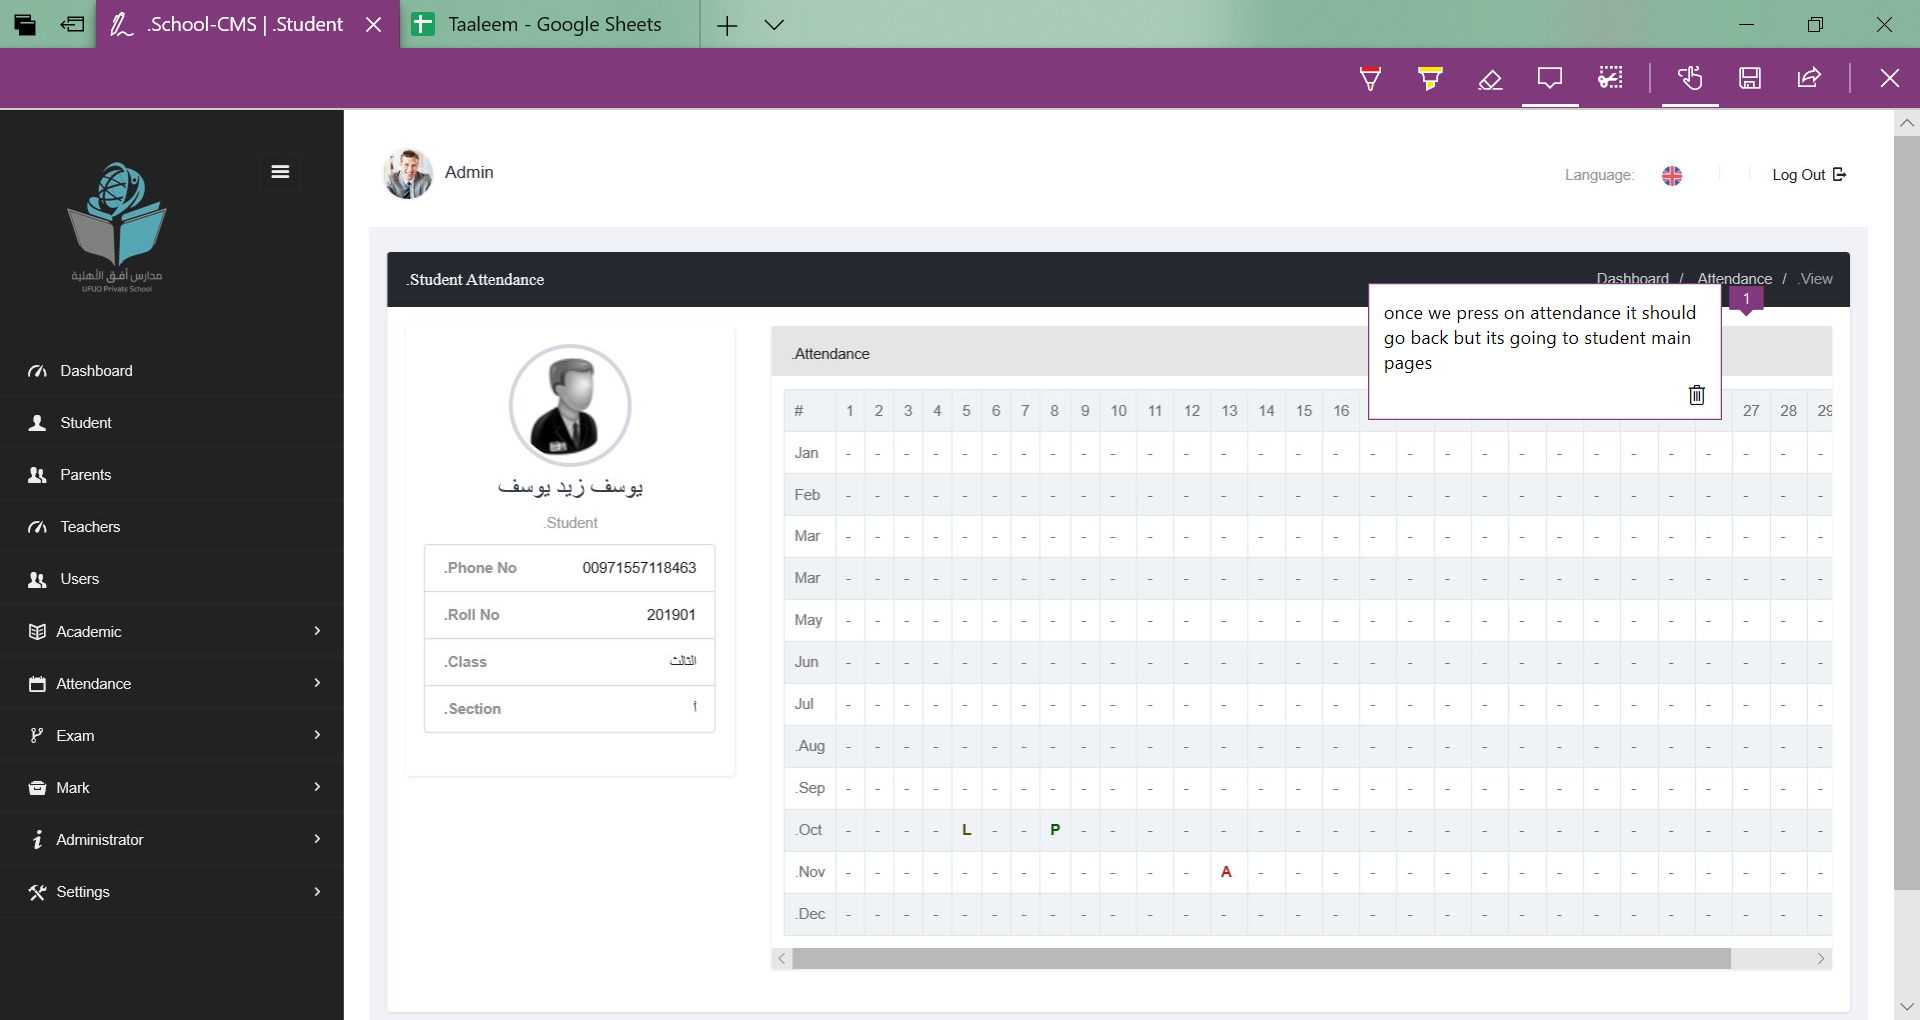 .School-CMS | .Student
Taaleem - Google Sheets
مدارس أفق الأهلية
UFUQ Private School
Admin
Language:
Log Out
Dashboard
Student
Parents
Teachers
Users
Academic
Attendance
Exam
Mark
Administrator
Settings
.Student Attendance
Dashboard / Attendance / .View
1
once we press on attendance it should
go back but its going to student main
pages
يوسف زيد يوسف
.Student
.Phone No 00971557118463
.Roll No 201901
.Class الثالث
.Section أ
.Attendance
# 1 2 3 4 5 6 7 8 9 10 11 12 13 14 15 16 27 28 29
Jan - - - - - - - - - - - - - - - - - - - - - - - - - - - - -
Feb - - - - - - - - - - - - - - - - - - - - - - - - - - - - -
Mar - - - - - - - - - - - - - - - - - - - - - - - - - - - - -
Mar - - - - - - - - - - - - - - - - - - - - - - - - - - - - -
May - - - - - - - - - - - - - - - - - - - - - - - - - - - - -
Jun - - - - - - - - - - - - - - - - - - - - - - - - - - - - -
Jul - - - - - - - - - - - - - - - - - - - - - - - - - - - - -
.Aug - - - - - - - - - - - - - - - - - - - - - - - - - - - - -
.Sep - - - - - - - - - - - - - - - - - - - - - - - - - - - - -
.Oct - - - - L - - P - - - - - - - - - - - - - - - - - - - - -
.Nov - - - - - - - - - - - - A - - - - - - - - - - - - - - - -
.Dec - - - - - - - - - - - - - - - - - - - - - - - - - - - - -